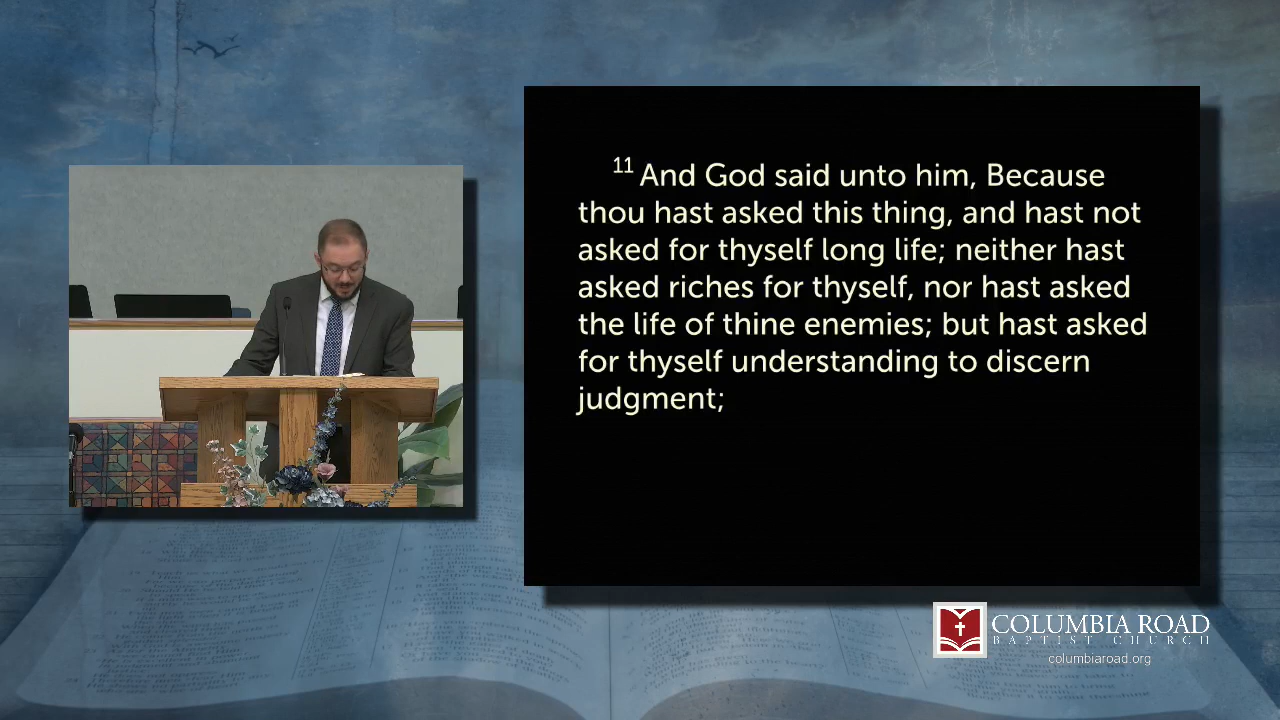 11 And God said unto him, Because
thou hast asked this thing, and hast not
asked for thyself long life; neither hast
asked riches for thyself, nor hast asked
the life of thine enemies; but hast asked
for thyself understanding to discern
judgment;
COLUMBIA ROAD
BAPTIST CHURCH
columbiaroad.org